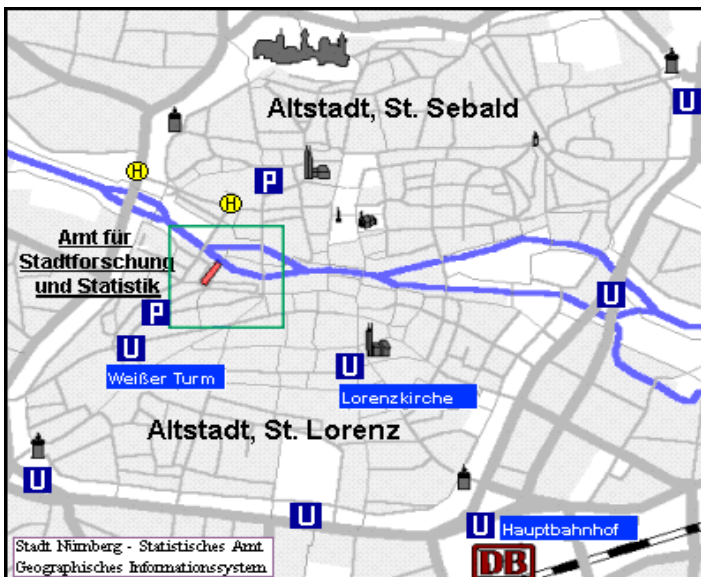 Altstadt, St. Sebald
U
H
P
H
Amt für
Stadtforschung
und Statistik
P
U
U
Weißer Turm
U
Lorenzkirche
Altstadt, St. Lorenz
U
U
U
Hauptbahnhof
DB
Stadt Nürnberg - Statistisches Amt
Geographisches Informationssystem